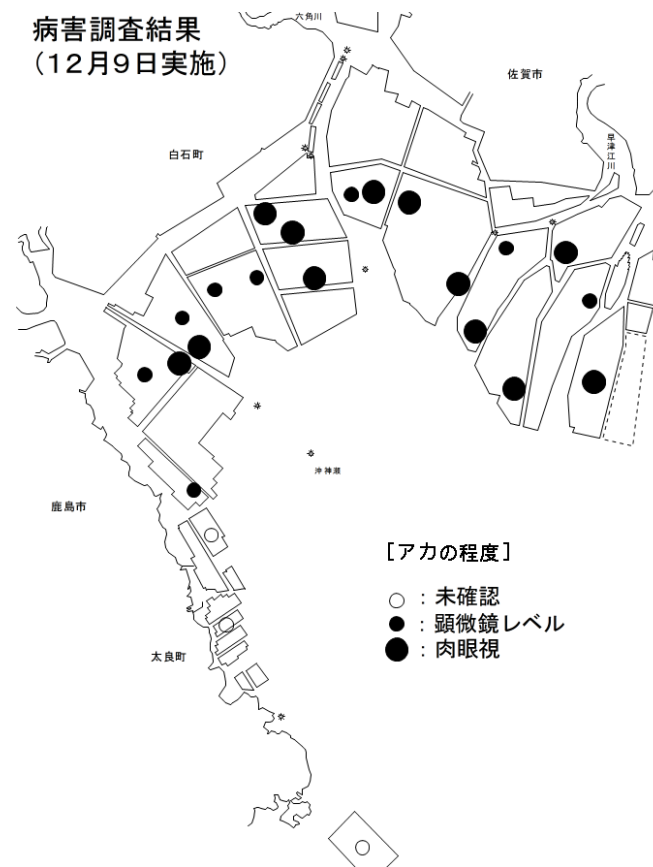 病害調査結果
（１２月９日実施）
六角川
佐賀市
早津江川
白石町
沖神瀬
鹿島市
太良町
［アカの程度］
○：未確認
●：顕微鏡レベル
●：肉眼視